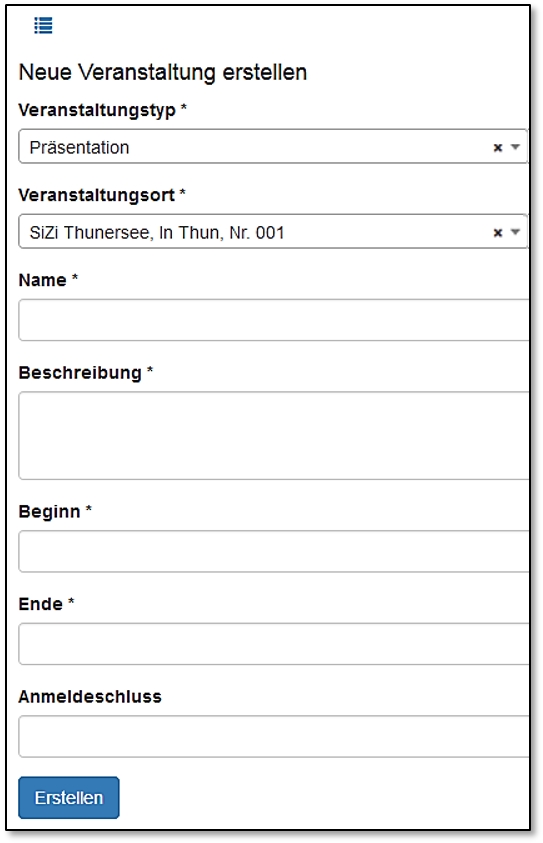 Neue Veranstaltung erstellen
Veranstaltungstyp *
Präsentation
Veranstaltungsort *
SiZi Thunersee, In Thun, Nr. 001
Name *
Beschreibung *
Beginn *
Ende *
Anmeldeschluss
Erstellen